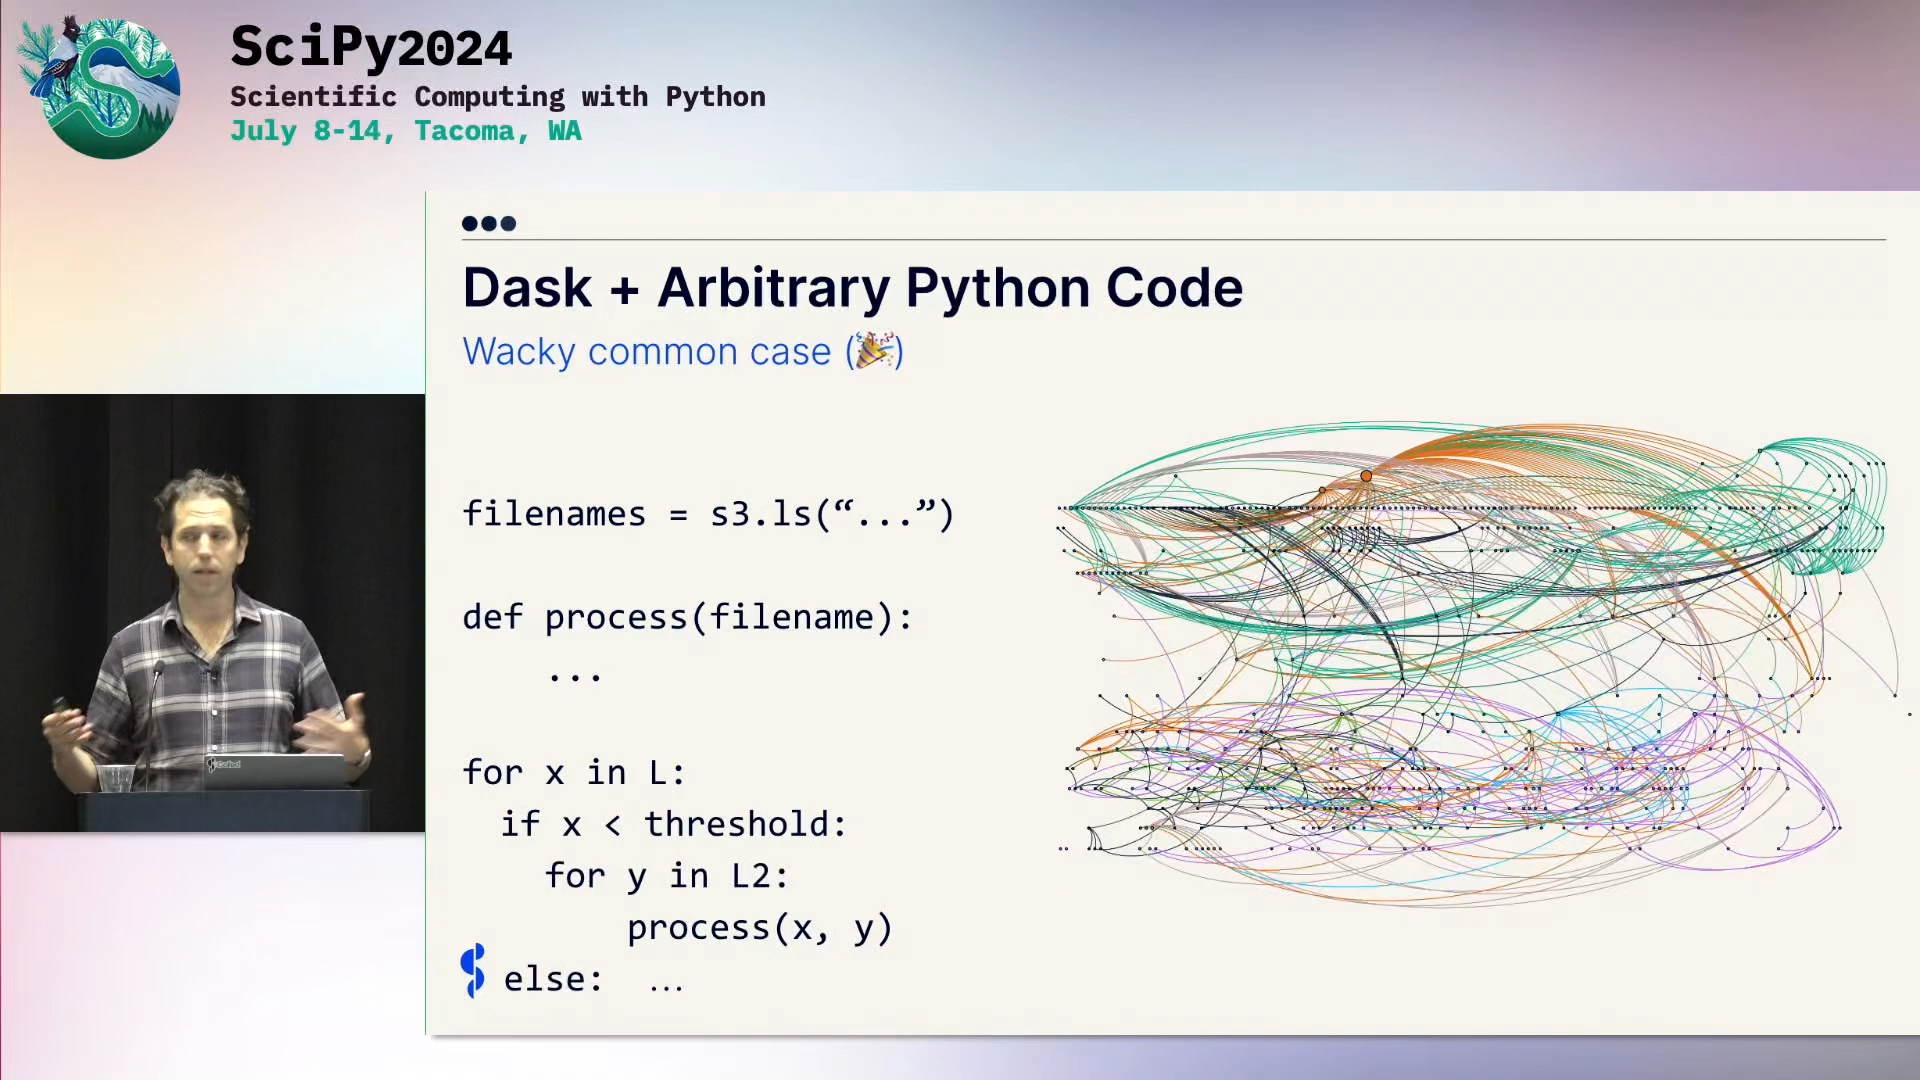 SciPy2024
Scientific Computing with Python
July 8-14, Tacoma, WA
Dask + Arbitrary Python Code
Wacky common case (🎉)
filenames = s3.ls(“...”)
def process(filename):
...
for x in L:
if x < threshold:
for y in L2:
process(x, y)
else: ...